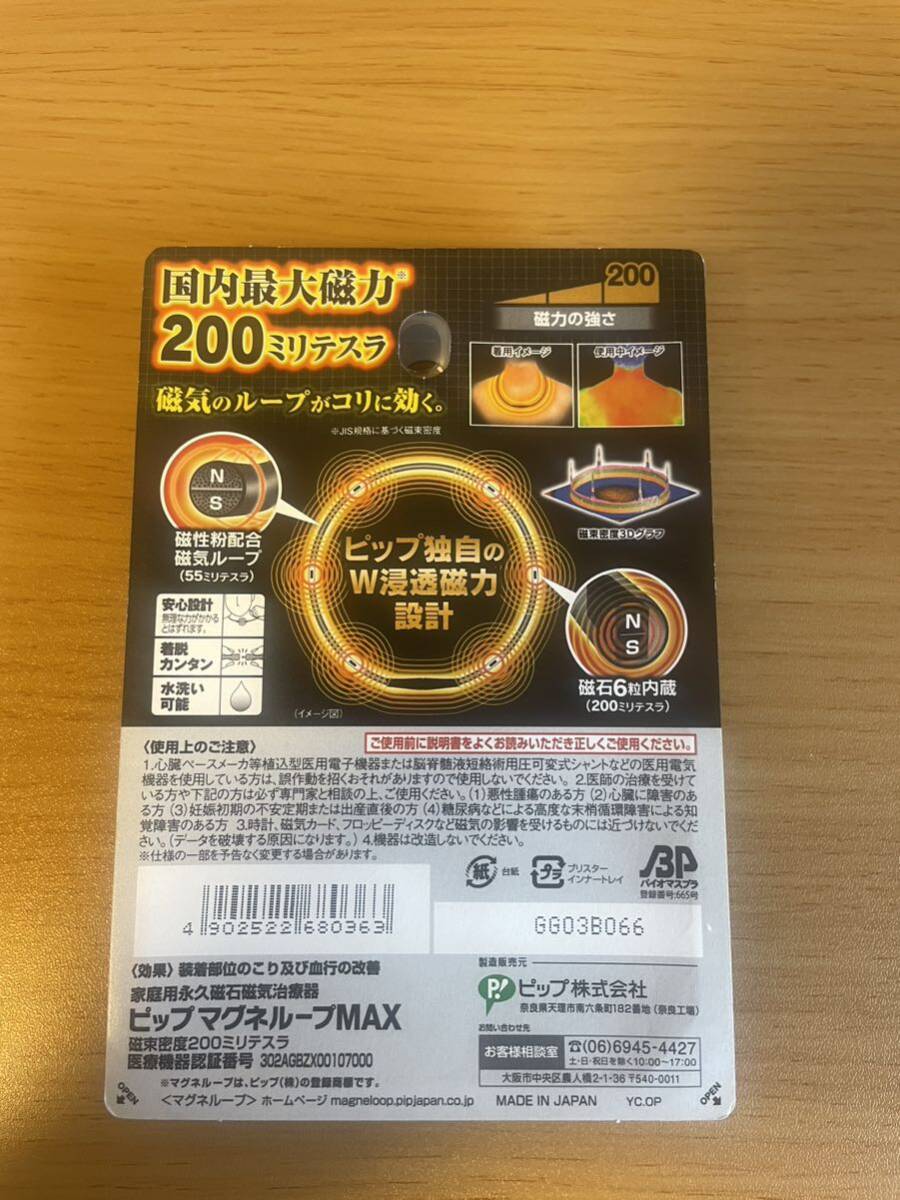 国内最大磁力※
200ミリテスラ
200
磁力の強さ
着用イメージ
使用中イメージ
磁気のループがコリに効く。
※JIS規格に基づく磁束密度
N
S
磁性粉配合
磁気ループ
(55ミリテスラ)
ピップ独自の
W浸透磁力
設計
磁束密度3Dグラフ
N
S
磁石6粒内蔵
(200ミリテスラ)
安心設計
無理な力がかかる
とはずれます。
着脱
カンタン
水洗い
可能
(イメージ図)
〈使用上のご注意〉
ご使用前に説明書をよくお読みいただき正しくご使用ください。
1.心臓ペースメーカ等植込型医用電子機器または脳脊髄液短絡術用圧可変式シャントなどの医用電気
機器を使用している方は、誤作動を招くおそれがありますので使用しないでください。 2.医師の治療を受けて
いる方や下記の方は必ず専門家と相談の上、ご使用ください。(1)悪性腫瘍のある方 (2)心臓に障害のあ
る方 (3)妊娠初期の不安定期または出産直後の方 (4)糖尿病などによる高度な末梢循環障害による知
覚障害のある方 3.時計、磁気カード、フロッピーディスクなど磁気の影響を受けるものには近づけないでくだ
さい。(データを破壊する原因になります。) 4.機器は改造しないでください。
※仕様の一部を予告なく変更する場合があります。
紙
台紙
プラ
ブリスター
インナートレイ
BP
バイオマスプラ
登録番号:665号
4 902522 680363
GG03B066
〈効果〉装着部位のこり及び血行の改善
家庭用永久磁石磁気治療器
ピップ マグネループMAX
磁束密度200ミリテスラ
医療機器認証番号 302AGBZX00107000
※マグネループは、ピップ(株)の登録商標です。
<マグネループ> ホームページ magneloop.pipjapan.co.jp
製造販売元
P!
ピップ株式会社
奈良県天理市南六条町182番地 (奈良工場)
お問い合わせ先
お客様相談室
☎(06)6945-4427
土・日・祝日を除く10:00〜17:00
大阪市中央区農人橋2-1-36 〒540-0011
MADE IN JAPAN
YC.OP
OPEN
OPEN